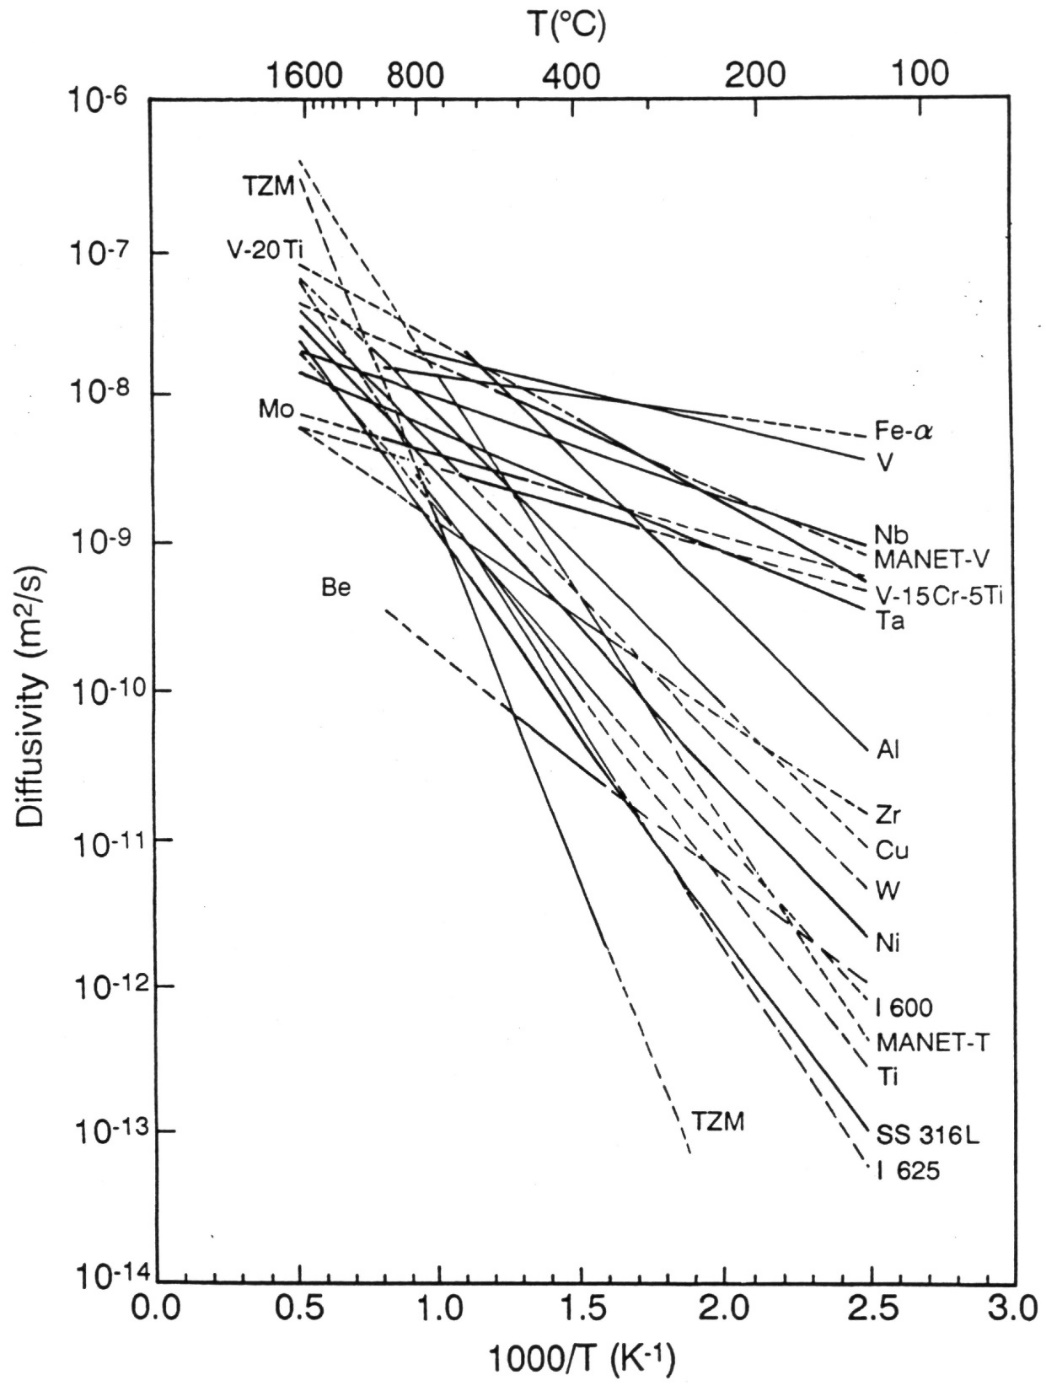 T(°C)
1600 800 400 200 100
10-6
TZM
V-20Ti
10-7
10-8
Mo
Fe-α
V
10-9
Nb
MANET-V
Be
V-15Cr-5Ti
Ta
Diffusivity (m2/s)
10-10
Al
Zr
10-11
Cu
W
Ni
10-12
I 600
MANET-T
Ti
10-13
TZM
SS 316L
I 625
10-14
0.0 0.5 1.0 1.5 2.0 2.5 3.0
1000/T (K-1)